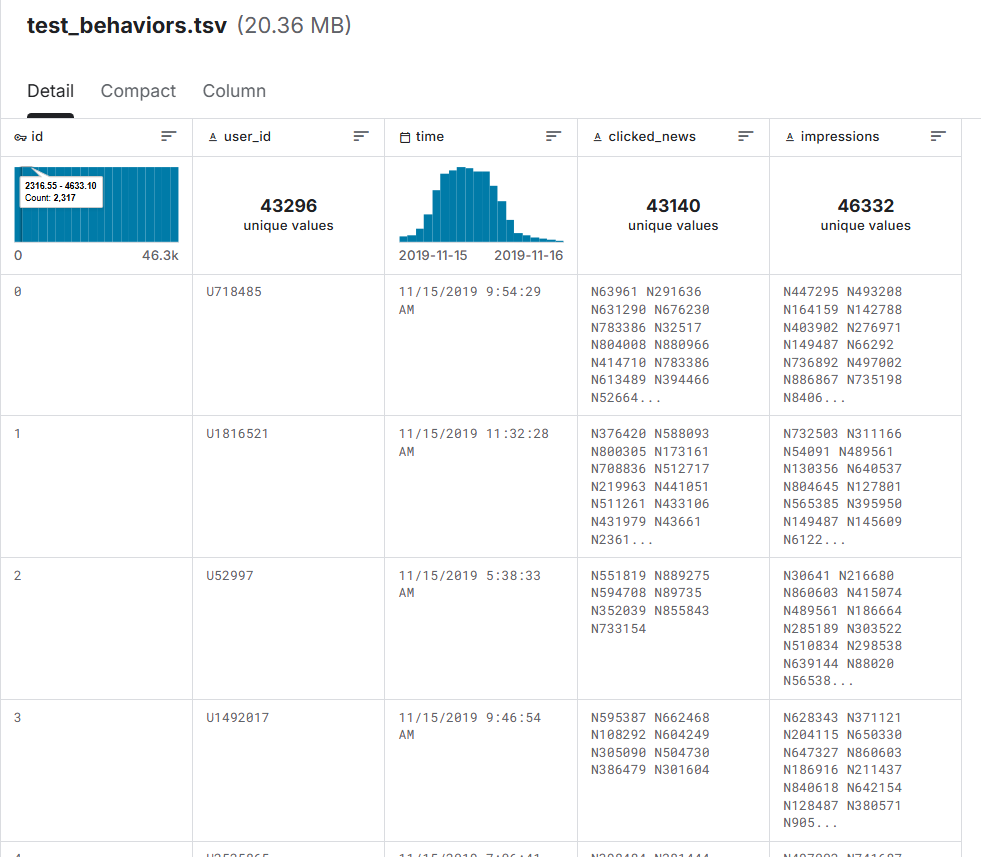 test_behaviors.tsv (20.36 MB)
Detail Compact Column
id user_id time clicked_news impressions
2316.55 - 4633.10
Count: 2,317
0 46.3k
43296
unique values
2019-11-15 2019-11-16
43140
unique values
46332
unique values
0 U718485 11/15/2019 9:54:29 N63961 N291636 N447295 N493208
AM N631290 N676230 N164159 N142788
N783386 N32517 N403902 N276971
N804008 N880966 N149487 N66292
N414710 N783386 N736892 N497002
N613489 N394466 N886867 N735198
N52664... N8406...
1 U1816521 11/15/2019 11:32:28 N376420 N588093 N732503 N311166
AM N800305 N173161 N54091 N489561
N708836 N512717 N130356 N640537
N219963 N441051 N804645 N127801
N511261 N433106 N565385 N395950
N431979 N43661 N149487 N145609
N2361... N6122...
2 U52997 11/15/2019 5:38:33 N551819 N889275 N30641 N216680
AM N594708 N89735 N860603 N415074
N352039 N855843 N489561 N186664
N733154 N285189 N303522
N510834 N298538
N639144 N88020
N56538...
3 U1492017 11/15/2019 9:46:54 N595387 N662468 N628343 N371121
AM N108292 N604249 N204115 N650330
N305090 N504730 N647327 N860603
N386479 N301604 N186916 N211437
N840618 N642154
N128487 N380571
N905...